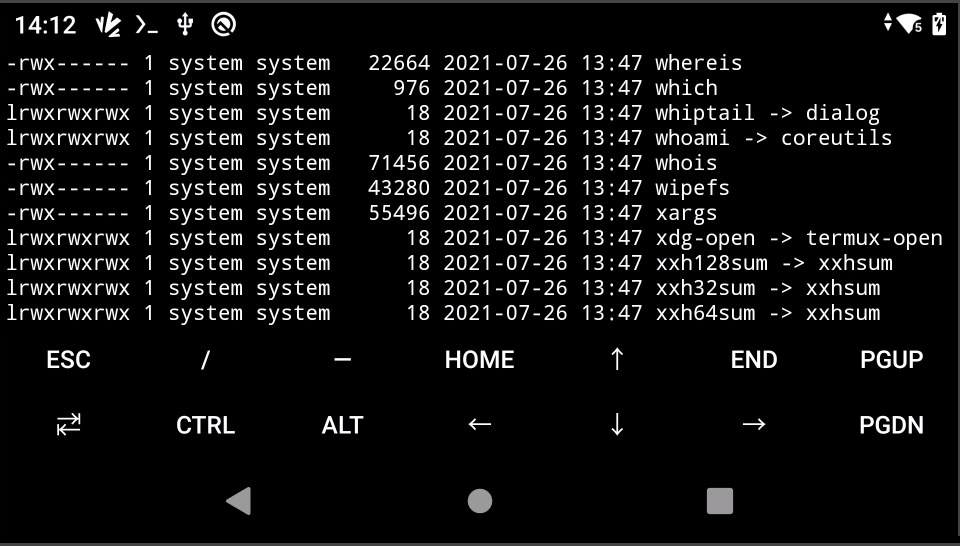 14:12
5
-rwx------ 1 system system   22664 2021-07-26 13:47 whereis
-rwx------ 1 system system     976 2021-07-26 13:47 which
lrwxrwxrwx 1 system system      18 2021-07-26 13:47 whiptail -> dialog
lrwxrwxrwx 1 system system      18 2021-07-26 13:47 whoami -> coreutils
-rwx------ 1 system system   71456 2021-07-26 13:47 whois
-rwx------ 1 system system   43280 2021-07-26 13:47 wipefs
-rwx------ 1 system system   55496 2021-07-26 13:47 xargs
lrwxrwxrwx 1 system system      18 2021-07-26 13:47 xdg-open -> termux-open
lrwxrwxrwx 1 system system      18 2021-07-26 13:47 xxh128sum -> xxhsum
lrwxrwxrwx 1 system system      18 2021-07-26 13:47 xxh32sum -> xxhsum
lrwxrwxrwx 1 system system      18 2021-07-26 13:47 xxh64sum -> xxhsum
ESC / — HOME ↑ END PGUP
⇄ CTRL ALT ← ↓ → PGDN